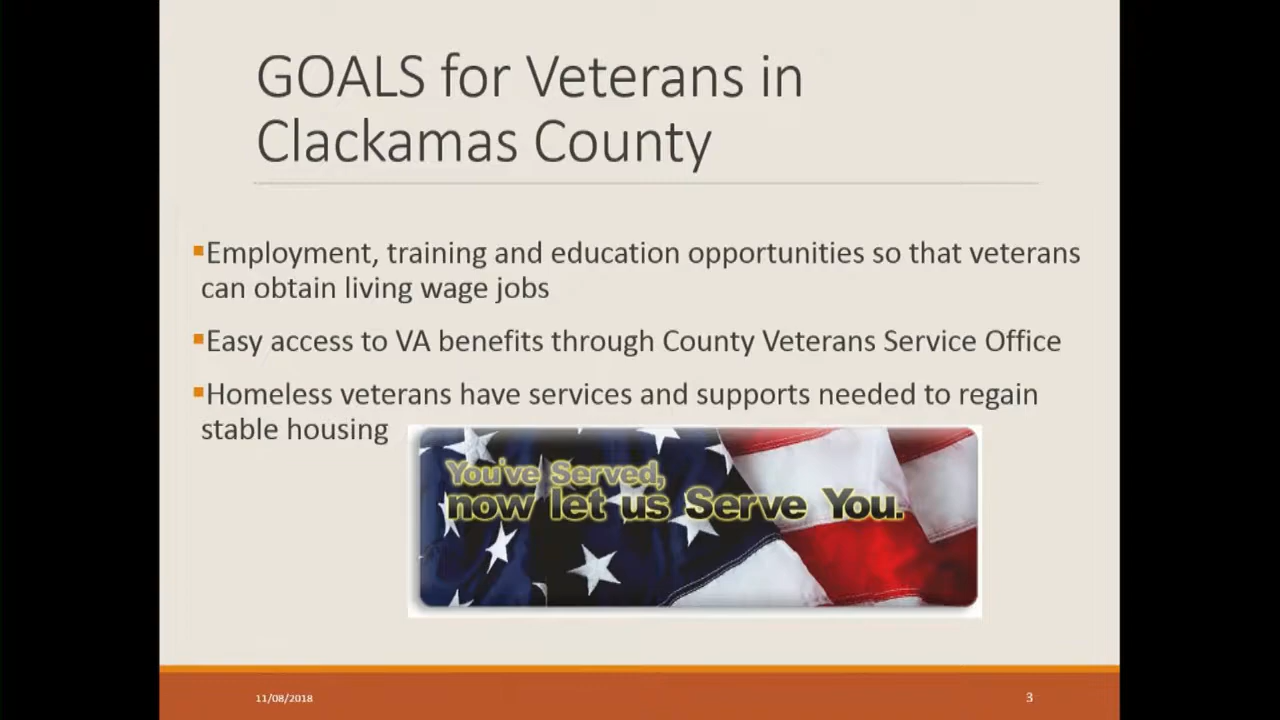 GOALS for Veterans in
Clackamas County
▪Employment, training and education opportunities so that veterans
can obtain living wage jobs
▪Easy access to VA benefits through County Veterans Service Office
▪Homeless veterans have services and supports needed to regain
stable housing
You've Served,
now let us Serve You.
11/08/2018
3